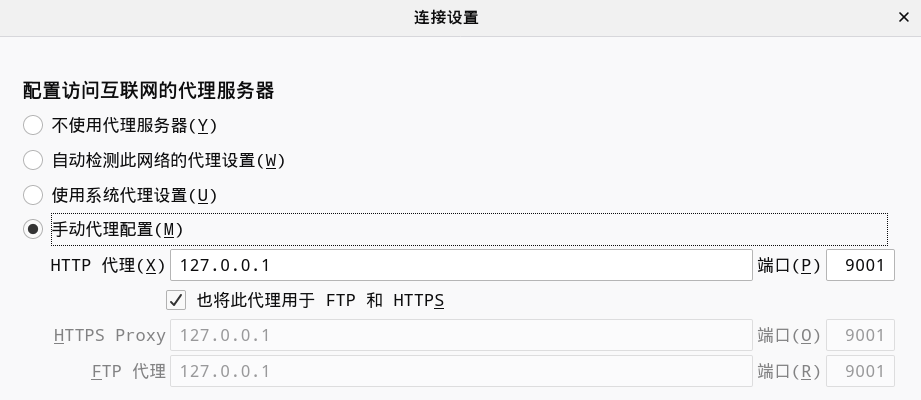 连接设置
配置访问互联网的代理服务器
不使用代理服务器(Y)
自动检测此网络的代理设置(W)
使用系统代理设置(U)
手动代理配置(M)
HTTP 代理(X) 127.0.0.1 端口(P) 9001
也将此代理用于 FTP 和 HTTPS
HTTPS Proxy 127.0.0.1 端口(O) 9001
FTP 代理 127.0.0.1 端口(R) 9001